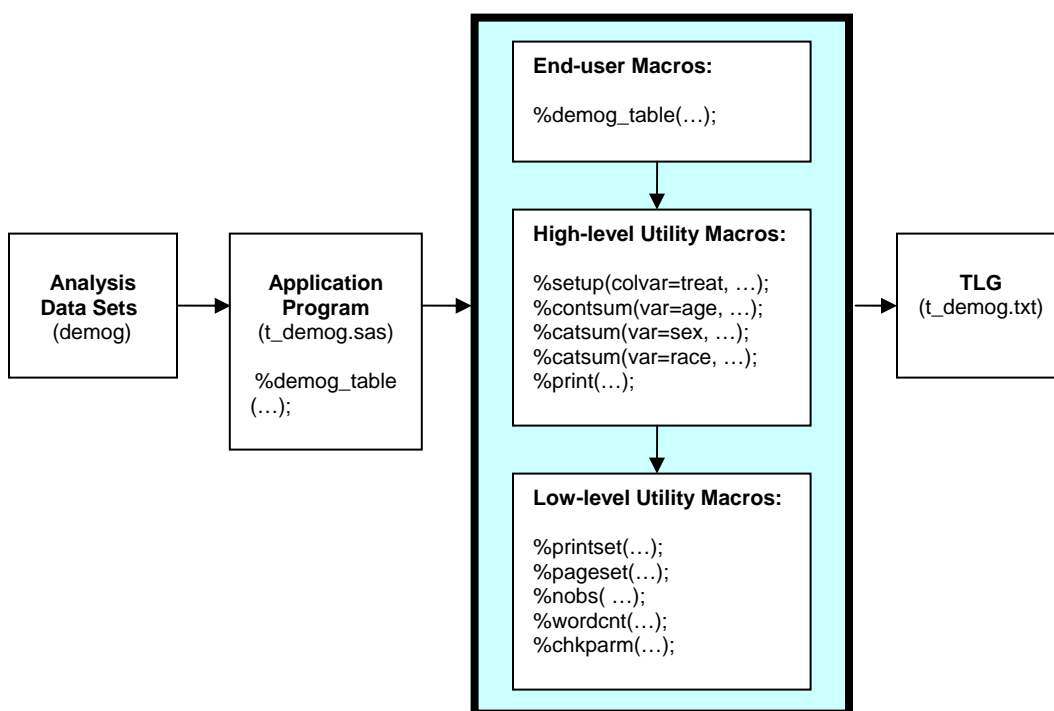 Analysis
Data Sets
(demog)
Application
Program
(t_demog.sas)
%demog_table
(…);
End-user Macros:
%demog_table(…);
High-level Utility Macros:
%setup(colvar=treat, …);
%contsum(var=age, …);
%catsum(var=sex, …);
%catsum(var=race, …);
%print(…);
Low-level Utility Macros:
%printset(…);
%pageset(…);
%nobs( …);
%wordcnt(…);
%chkparm(…);
TLG
(t_demog.txt)